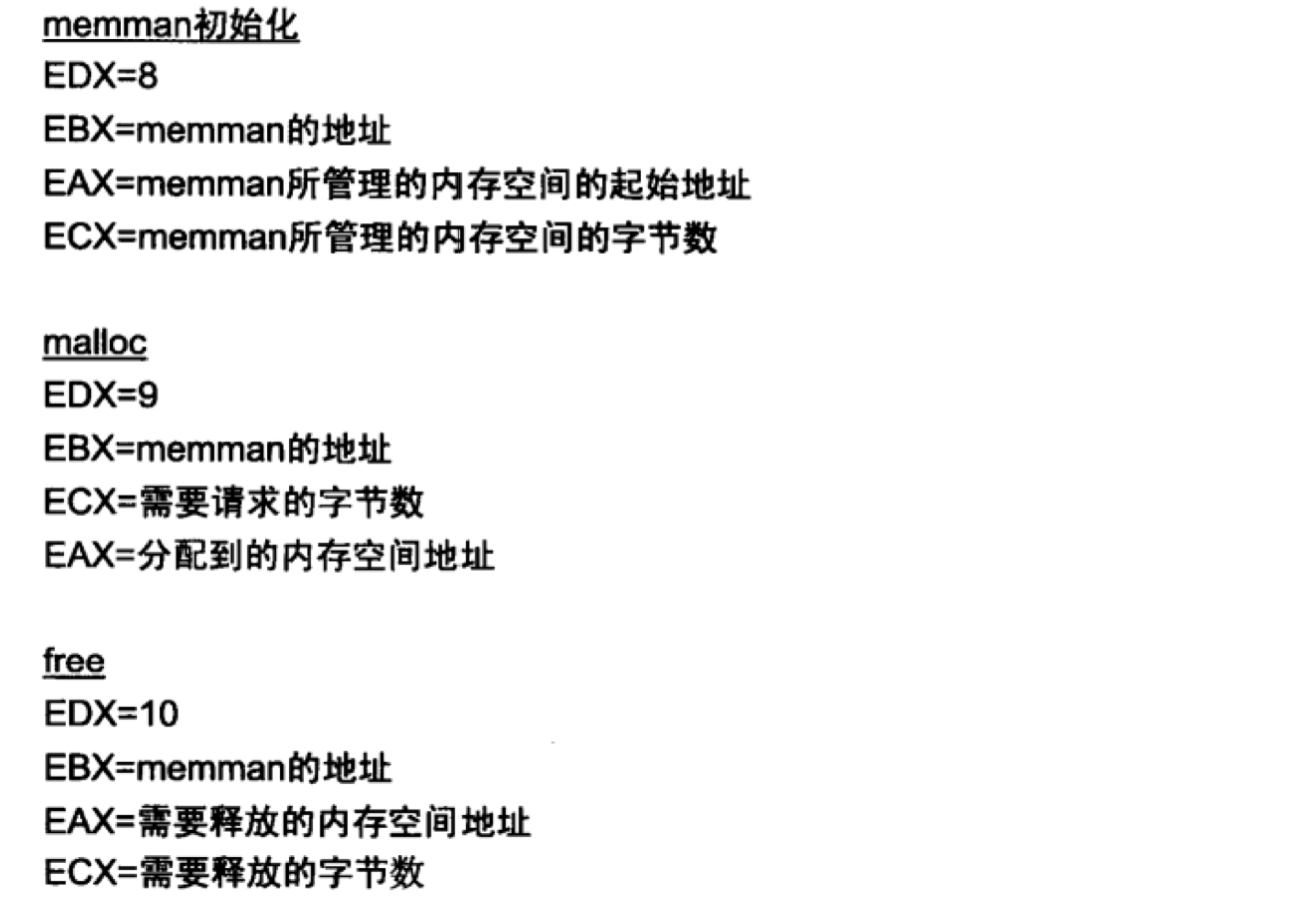 memman初始化
EDX=8
EBX=memman的地址
EAX=memman所管理的内存空间的起始地址
ECX=memman所管理的内存空间的字节数
malloc
EDX=9
EBX=memman的地址
ECX=需要请求的字节数
EAX=分配到的内存空间地址
free
EDX=10
EBX=memman的地址
EAX=需要释放的内存空间地址
ECX=需要释放的字节数